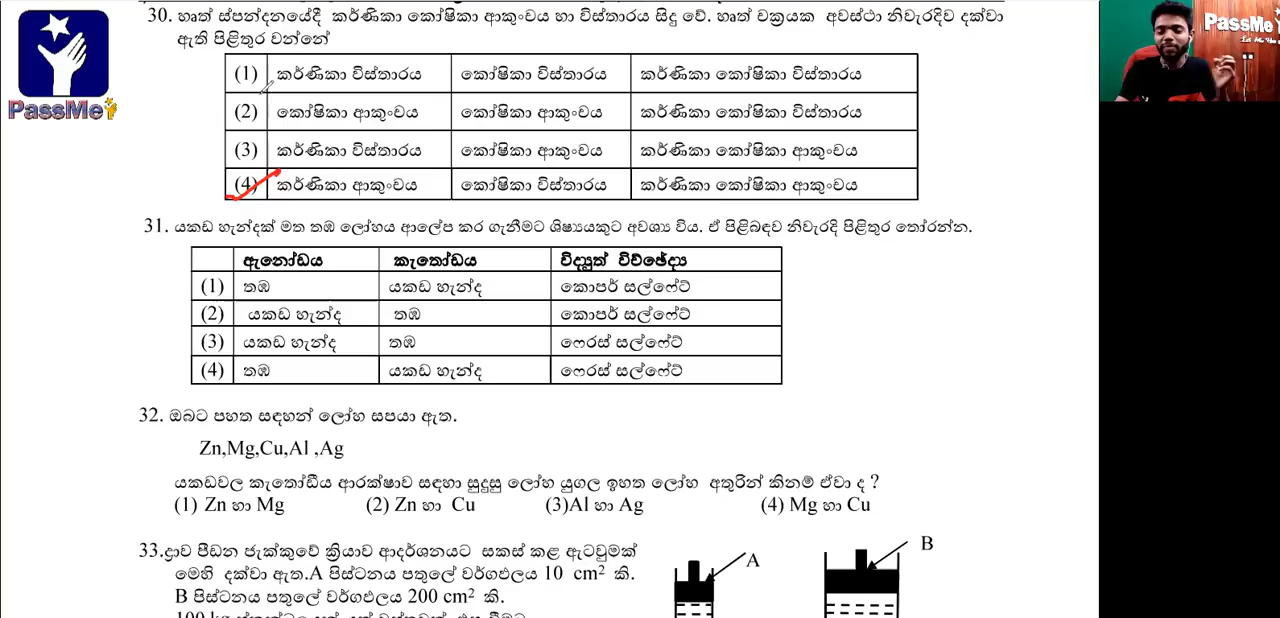 30. හෘත් ස්පන්දනයේදී කර්ණිකා කෝෂිකා ආකුංචය හා විස්තාරය සිදු වේ. හෘත් චක්‍රයක අවස්ථා නිවැරදිව දක්වා
ඇති පිළිතුර වන්නේ
(1) කර්ණිකා විස්තාරය කෝෂිකා විස්තාරය කර්ණිකා කෝෂිකා විස්තාරය
(2) කෝෂිකා ආකුංචය කෝෂිකා ආකුංචය කර්ණිකා කෝෂිකා විස්තාරය
(3) කර්ණිකා විස්තාරය කෝෂිකා ආකුංචය කර්ණිකා කෝෂිකා ආකුංචය
(4) කර්ණිකා ආකුංචය කෝෂිකා විස්තාරය කර්ණිකා කෝෂිකා ආකුංචය
31. යකඩ හැන්දක් මත තඹ ලෝහය ආලේප කර ගැනීමට ශිෂ්‍යයකුට අවශ්‍ය විය. ඒ පිළිබඳව නිවැරදි පිළිතුර තෝරන්න.
ඇනෝඩය කැතෝඩය විද්‍යුත් විච්ඡේද්‍ය
(1) තඹ යකඩ හැන්ද කොපර් සල්ෆේට්
(2) යකඩ හැන්ද තඹ කොපර් සල්ෆේට්
(3) යකඩ හැන්ද තඹ ෆෙරස් සල්ෆේට්
(4) තඹ යකඩ හැන්ද ෆෙරස් සල්ෆේට්
32. ඔබට පහත සඳහන් ලෝහ සපයා ඇත.
Zn,Mg,Cu,Al ,Ag
යකඩවල කැතෝඩීය ආරක්ෂාව සඳහා සුදුසු ලෝහ යුගල ඉහත ලෝහ අතුරින් කිනම් ඒවා ද ?
(1) Zn හා Mg (2) Zn හා Cu (3)Al හා Ag (4) Mg හා Cu
33.ද්‍රාව පීඩන ජැක්කුවේ ක්‍රියාව ආදර්ශනයට සකස් කළ ඇටවුමක්
මෙහි දක්වා ඇත.A පිස්ටනය පතුලේ වර්ගඵලය 10 cm² කි.
B පිස්ටනය පතුලේ වර්ගඵලය 200 cm² කි.
A
B
PassMe
PassMe